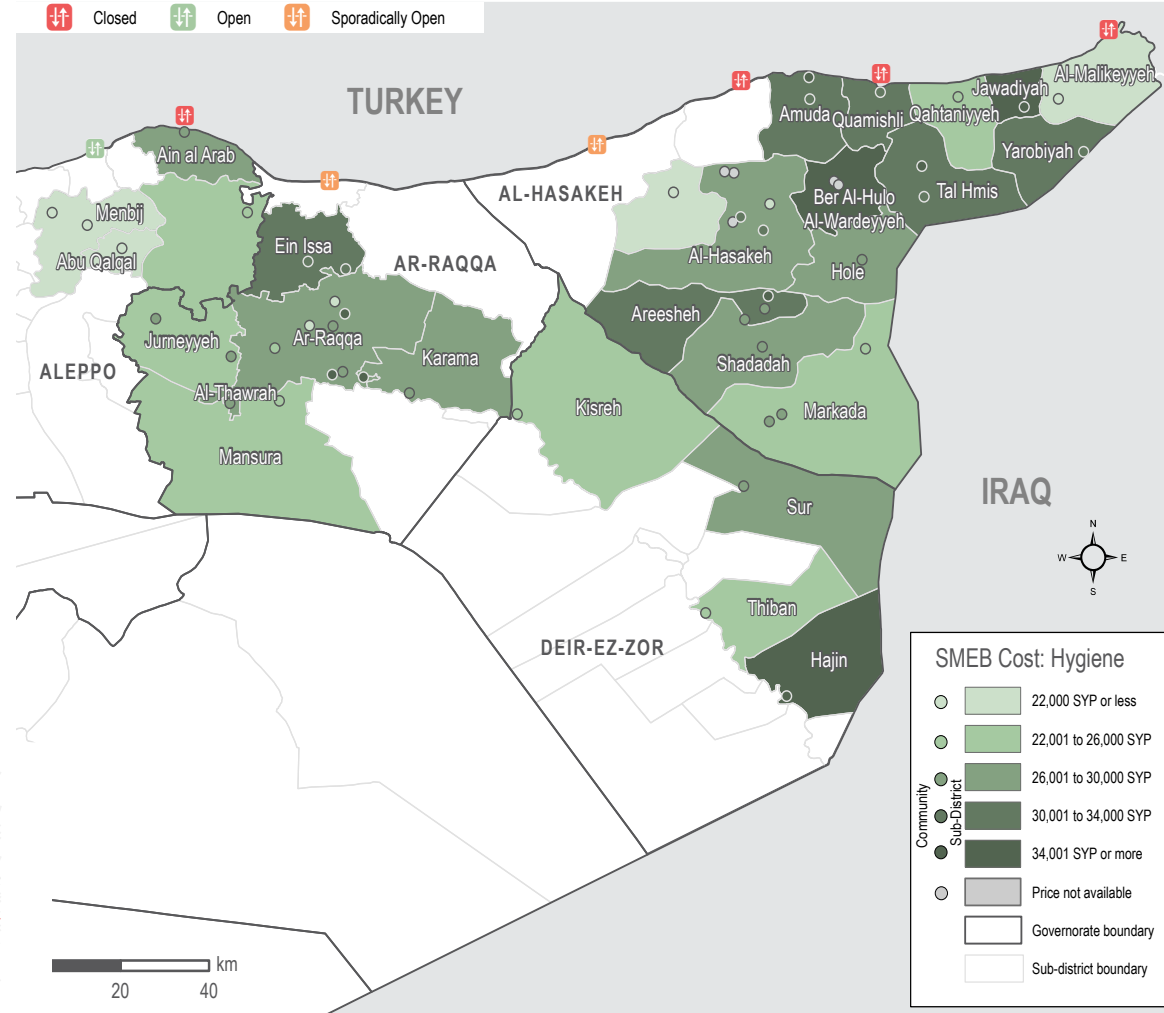 Closed Open Sporadically Open
TURKEY
Al-Malikeyyeh
Jawadiyah
Amuda Quamishli Qahtaniyyeh
Ain al Arab
Yarobiyah
AL-HASAKEH
Ber Al-Hulo
Al-Wardeyyeh
Tal Hmis
Menbij
Ein Issa
Abu Qalqal
AR-RAQQA
Al-Hasakeh
Hole
Areesheh
Jurneyyeh
Ar-Raqqa
Karama
Shadadah
ALEPPO
Al-Thawrah
Kisreh
Markada
Mansura
IRAQ
Sur
N
W E
S
Thiban
DEIR-EZ-ZOR
Hajin
SMEB Cost: Hygiene
22,000 SYP or less
22,001 to 26,000 SYP
26,001 to 30,000 SYP
30,001 to 34,000 SYP
34,001 SYP or more
Price not available
Governorate boundary
Sub-district boundary
Community
Sub-District
km
20 40